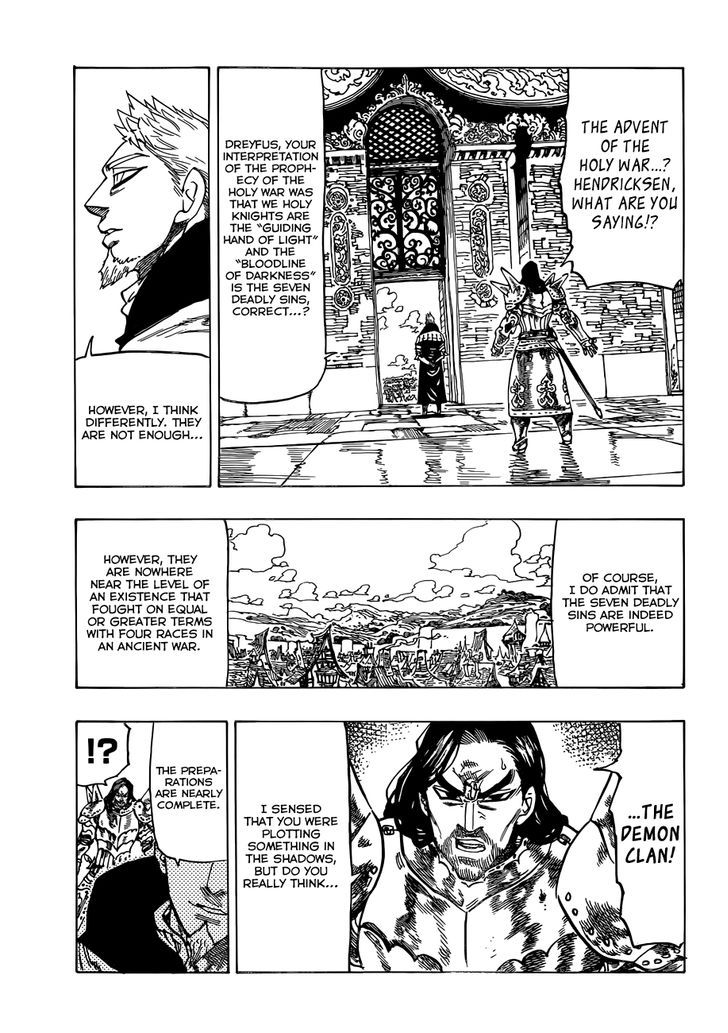 THE ADVENT
OF THE
HOLY WAR...?
HENDRICKSEN,
WHAT ARE YOU
SAYING!?
DREYFUS, YOUR
INTERPRETATION
OF THE PROPH-
ECY OF THE
HOLY WAR WAS
THAT WE HOLY
KNIGHTS ARE
THE "GUIDING
HAND OF LIGHT"
AND THE
"BLOODLINE
OF DARKNESS"
IS THE SEVEN
DEADLY SINS,
CORRECT...?
HOWEVER, I THINK
DIFFERENTLY. THEY
ARE NOT ENOUGH...
OF COURSE,
I DO ADMIT THAT
THE SEVEN DEADLY
SINS ARE INDEED
POWERFUL.
HOWEVER, THEY
ARE NOWHERE
NEAR THE LEVEL OF
AN EXISTENCE THAT
FOUGHT ON EQUAL
OR GREATER TERMS
WITH FOUR RACES IN
AN ANCIENT WAR.
...THE
DEMON
CLAN!
I SENSED
THAT YOU WERE
PLOTTING
SOMETHING IN
THE SHADOWS,
BUT DO YOU
REALLY THINK...
THE PREPA-
RATIONS
ARE NEARLY
COMPLETE.
!?